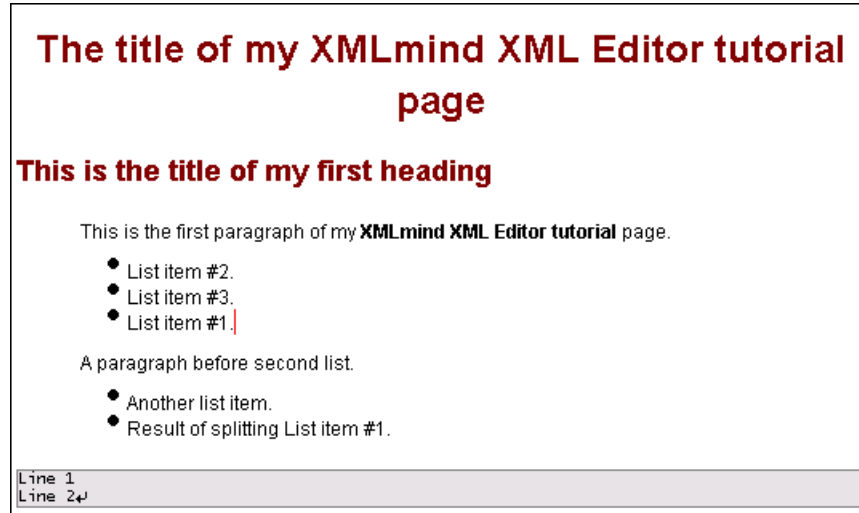 The title of my XMLmind XML Editor tutorial
page
This is the title of my first heading
This is the first paragraph of my XMLmind XML Editor tutorial page.
• List item #2.
• List item #3.
• List item #1.
A paragraph before second list.
• Another list item.
• Result of splitting List item #1.
Line 1
Line 2↵